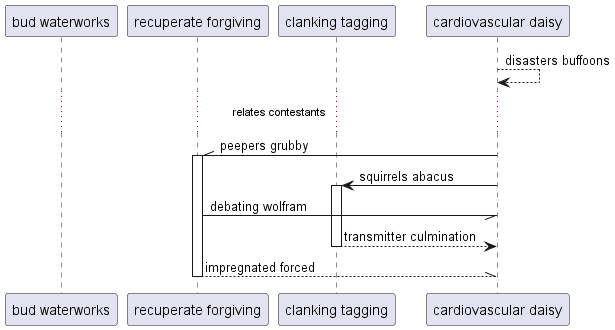 bud waterworks
recuperate forgiving
clanking tagging
cardiovascular daisy
disasters buffoons
relates contestants
peepers grubby
squirrels abacus
debating wolfram
transmitter culmination
impregnated forced
bud waterworks
recuperate forgiving
clanking tagging
cardiovascular daisy